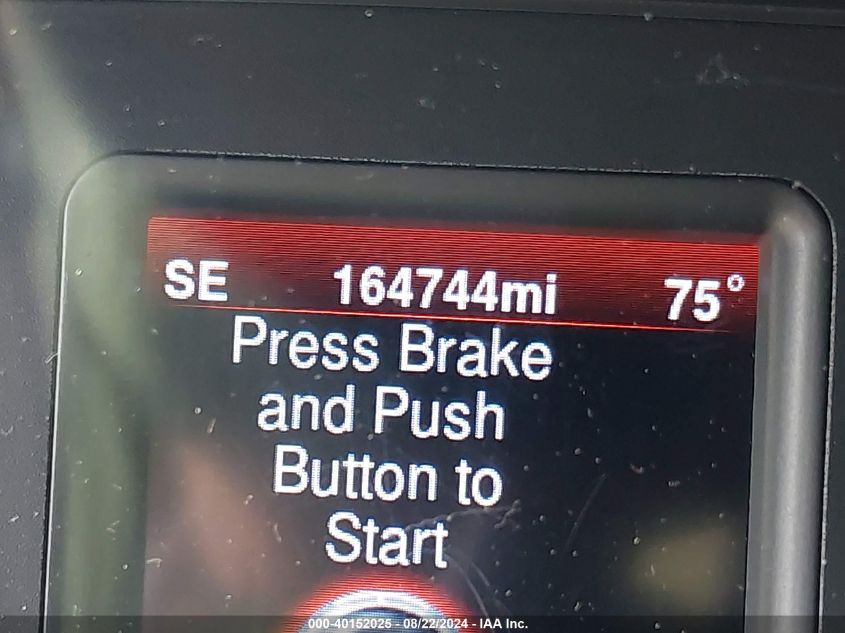 SE 164744mi 75°
Press Brake
and Push
Button to
Start
000-40152025 - 08/22/2024 - IAA Inc.